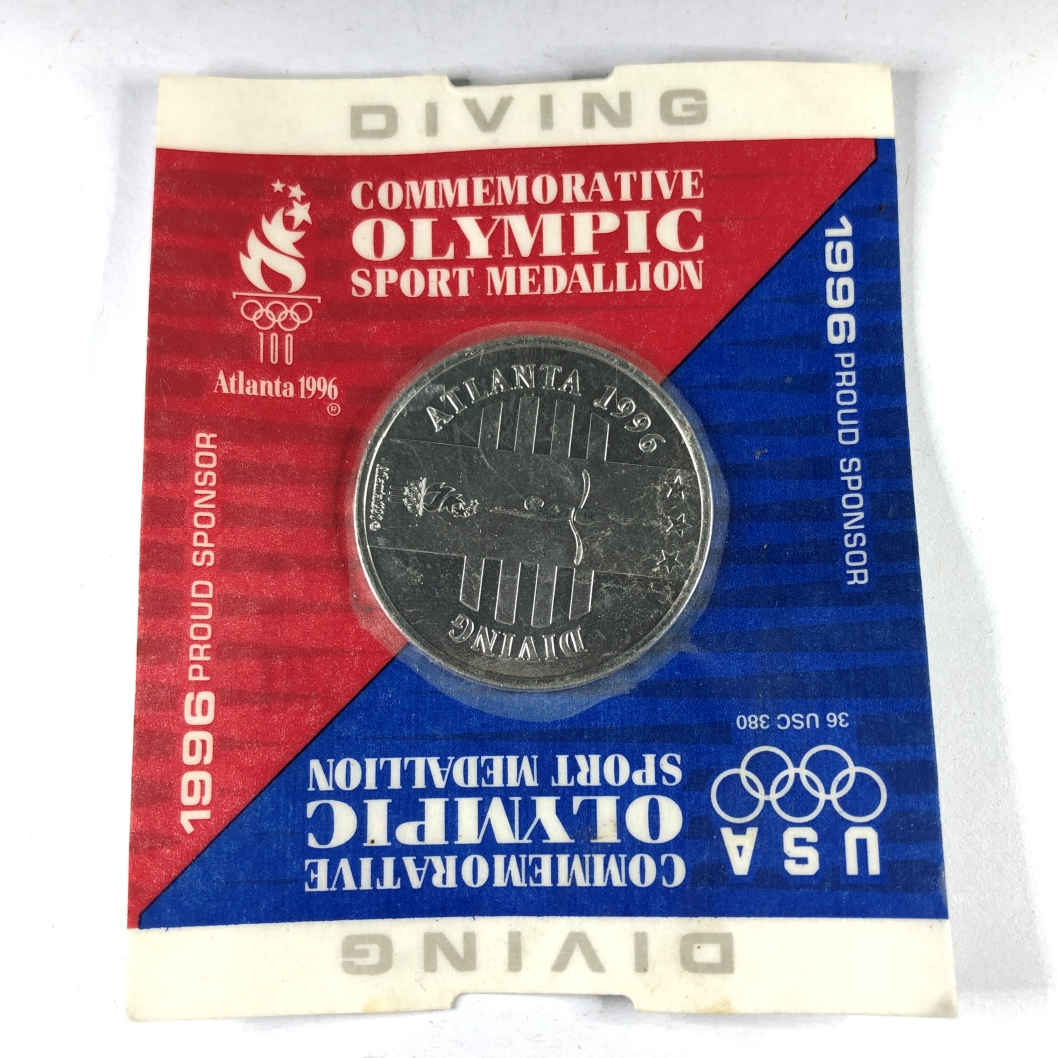 DIVING
COMMEMORATIVE
OLYMPIC
SPORT MEDALLION
100
Atlanta 1996
®
1996 PROUD SPONSOR
1996 PROUD SPONSOR
ATLANTA 1996
DIVING
36 USC 380
USA
COMMEMORATIVE
OLYMPIC
SPORT MEDALLION
DIVING